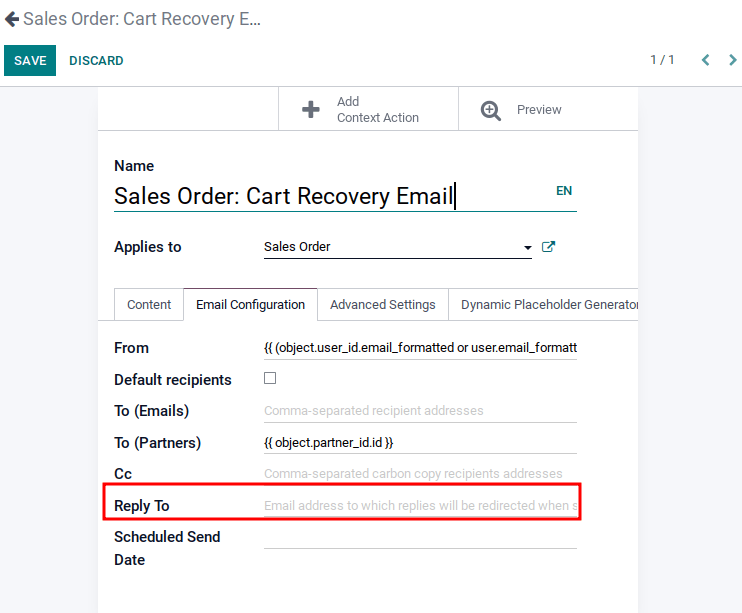 Sales Order: Cart Recovery E...
SAVE DISCARD 1 / 1
Add
Context Action
Preview
Name
Sales Order: Cart Recovery Email EN
Applies to Sales Order
Content Email Configuration Advanced Settings Dynamic Placeholder Generator
From {{ (object.user_id.email_formatted or user.email_formatt
Default recipients
To (Emails) Comma-separated recipient addresses
To (Partners) {{ object.partner_id.id }}
Cc Comma-separated carbon copy recipients addresses
Reply To Email address to which replies will be redirected when s
Scheduled Send
Date